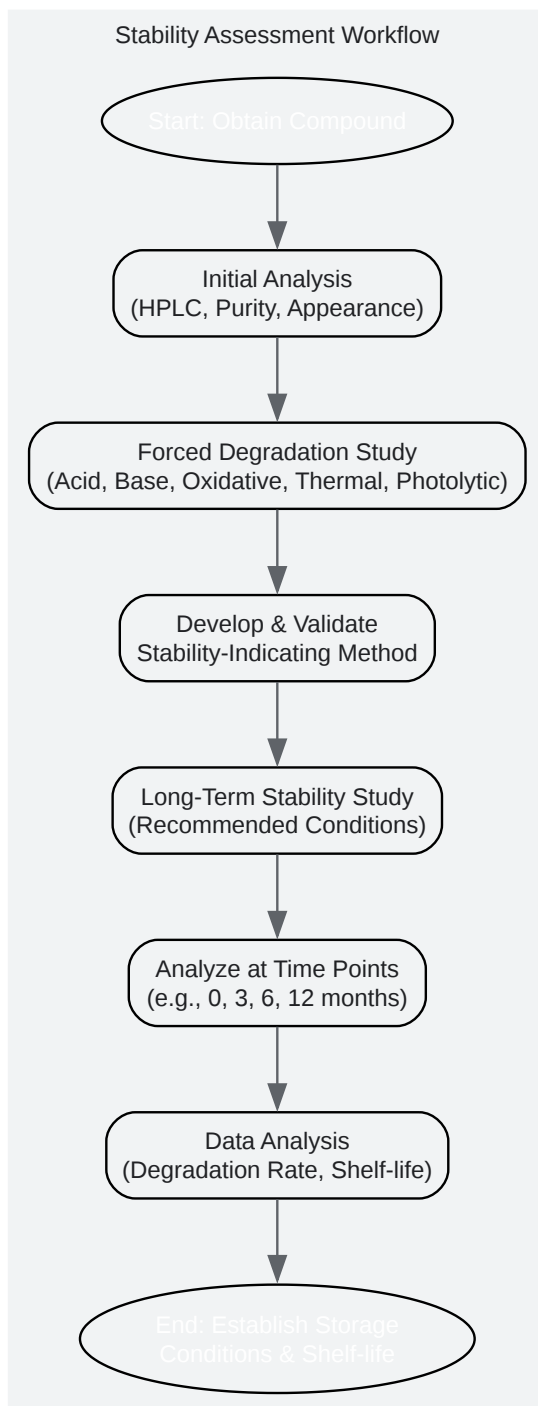 Stability Assessment Workflow
Start: Obtain Compound
Initial Analysis
(HPLC, Purity, Appearance)
Forced Degradation Study
(Acid, Base, Oxidative, Thermal, Photolytic)
Develop & Validate
Stability-Indicating Method
Long-Term Stability Study
(Recommended Conditions)
Analyze at Time Points
(e.g., 0, 3, 6, 12 months)
Data Analysis
(Degradation Rate, Shelf-life)
End: Establish Storage
Conditions & Shelf-life